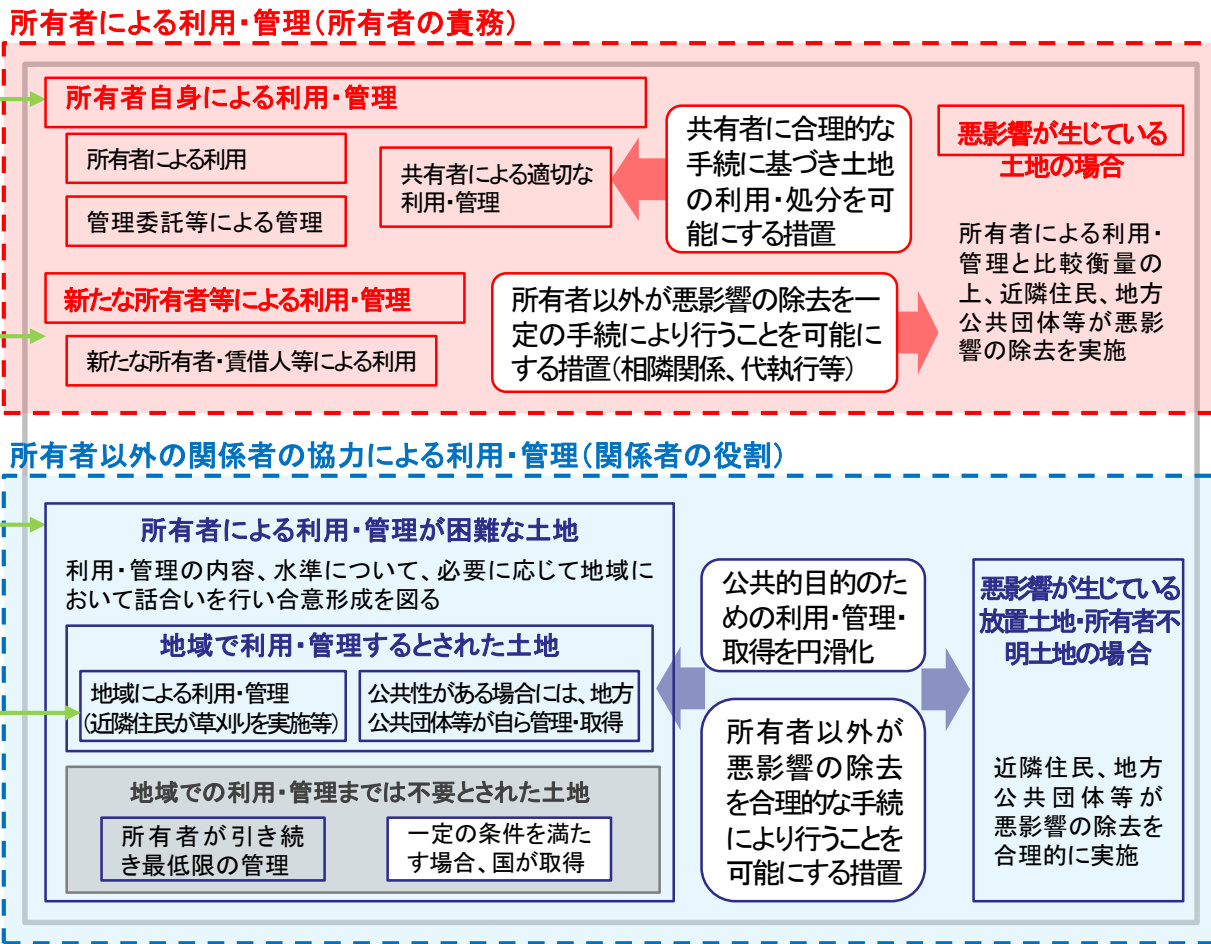 所有者による利用・管理（所有者の責務）
所有者自身による利用・管理
所有者による利用
管理委託等による管理
共有者による適切な
利用・管理
共有者に合理的な
手続に基づき土地
の利用・処分を可
能にする措置
悪影響が生じている
土地の場合
所有者による利用・
管理と比較衡量の
上、近隣住民、地方
公共団体等が悪影
響の除去を実施
新たな所有者等による利用・管理
新たな所有者・賃借人等による利用
所有者以外が悪影響の除去を一
定の手続により行うことを可能に
する措置（相隣関係、代執行等）
所有者以外の関係者の協力による利用・管理（関係者の役割）
所有者による利用・管理が困難な土地
利用・管理の内容、水準について、必要に応じて地域に
おいて話合いを行い合意形成を図る
地域で利用・管理するとされた土地
地域による利用・管理
（近隣住民が草刈りを実施等）
公共性がある場合には、地方
公共団体等が自ら管理・取得
地域での利用・管理までは不要とされた土地
所有者が引き続
き最低限の管理
一定の条件を満た
す場合、国が取得
公共的目的のた
めの利用・管理・
取得を円滑化
所有者以外が
悪影響の除去
を合理的な手続
により行うことを
可能にする措置
悪影響が生じている
放置土地・所有者不
明土地の場合
近隣住民、地方
公共団体等が
悪影響の除去を
合理的に実施